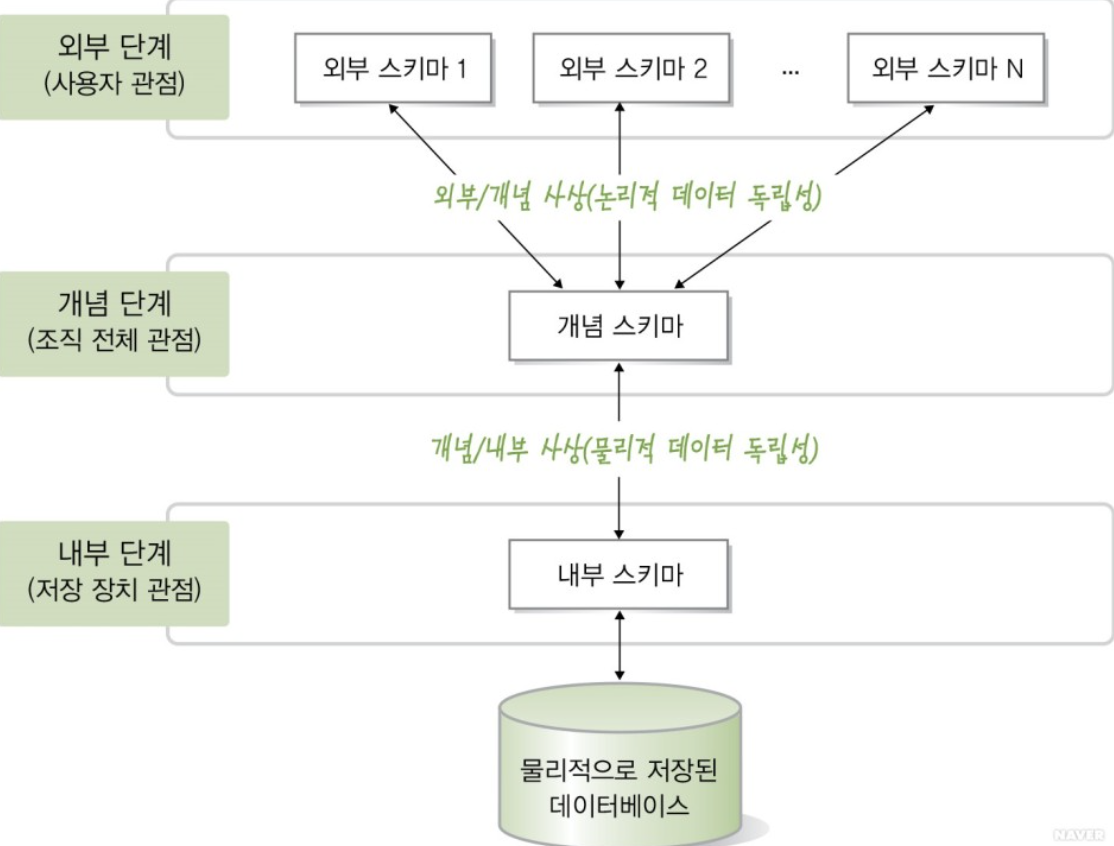 외부 단계
(사용자 관점)
외부 스키마 1
외부 스키마 2
...
외부 스키마 N
외부/개념 사상(논리적 데이터 독립성)
개념 단계
(조직 전체 관점)
개념 스키마
개념/내부 사상(물리적 데이터 독립성)
내부 단계
(저장 장치 관점)
내부 스키마
물리적으로 저장된
데이터베이스
NAVER